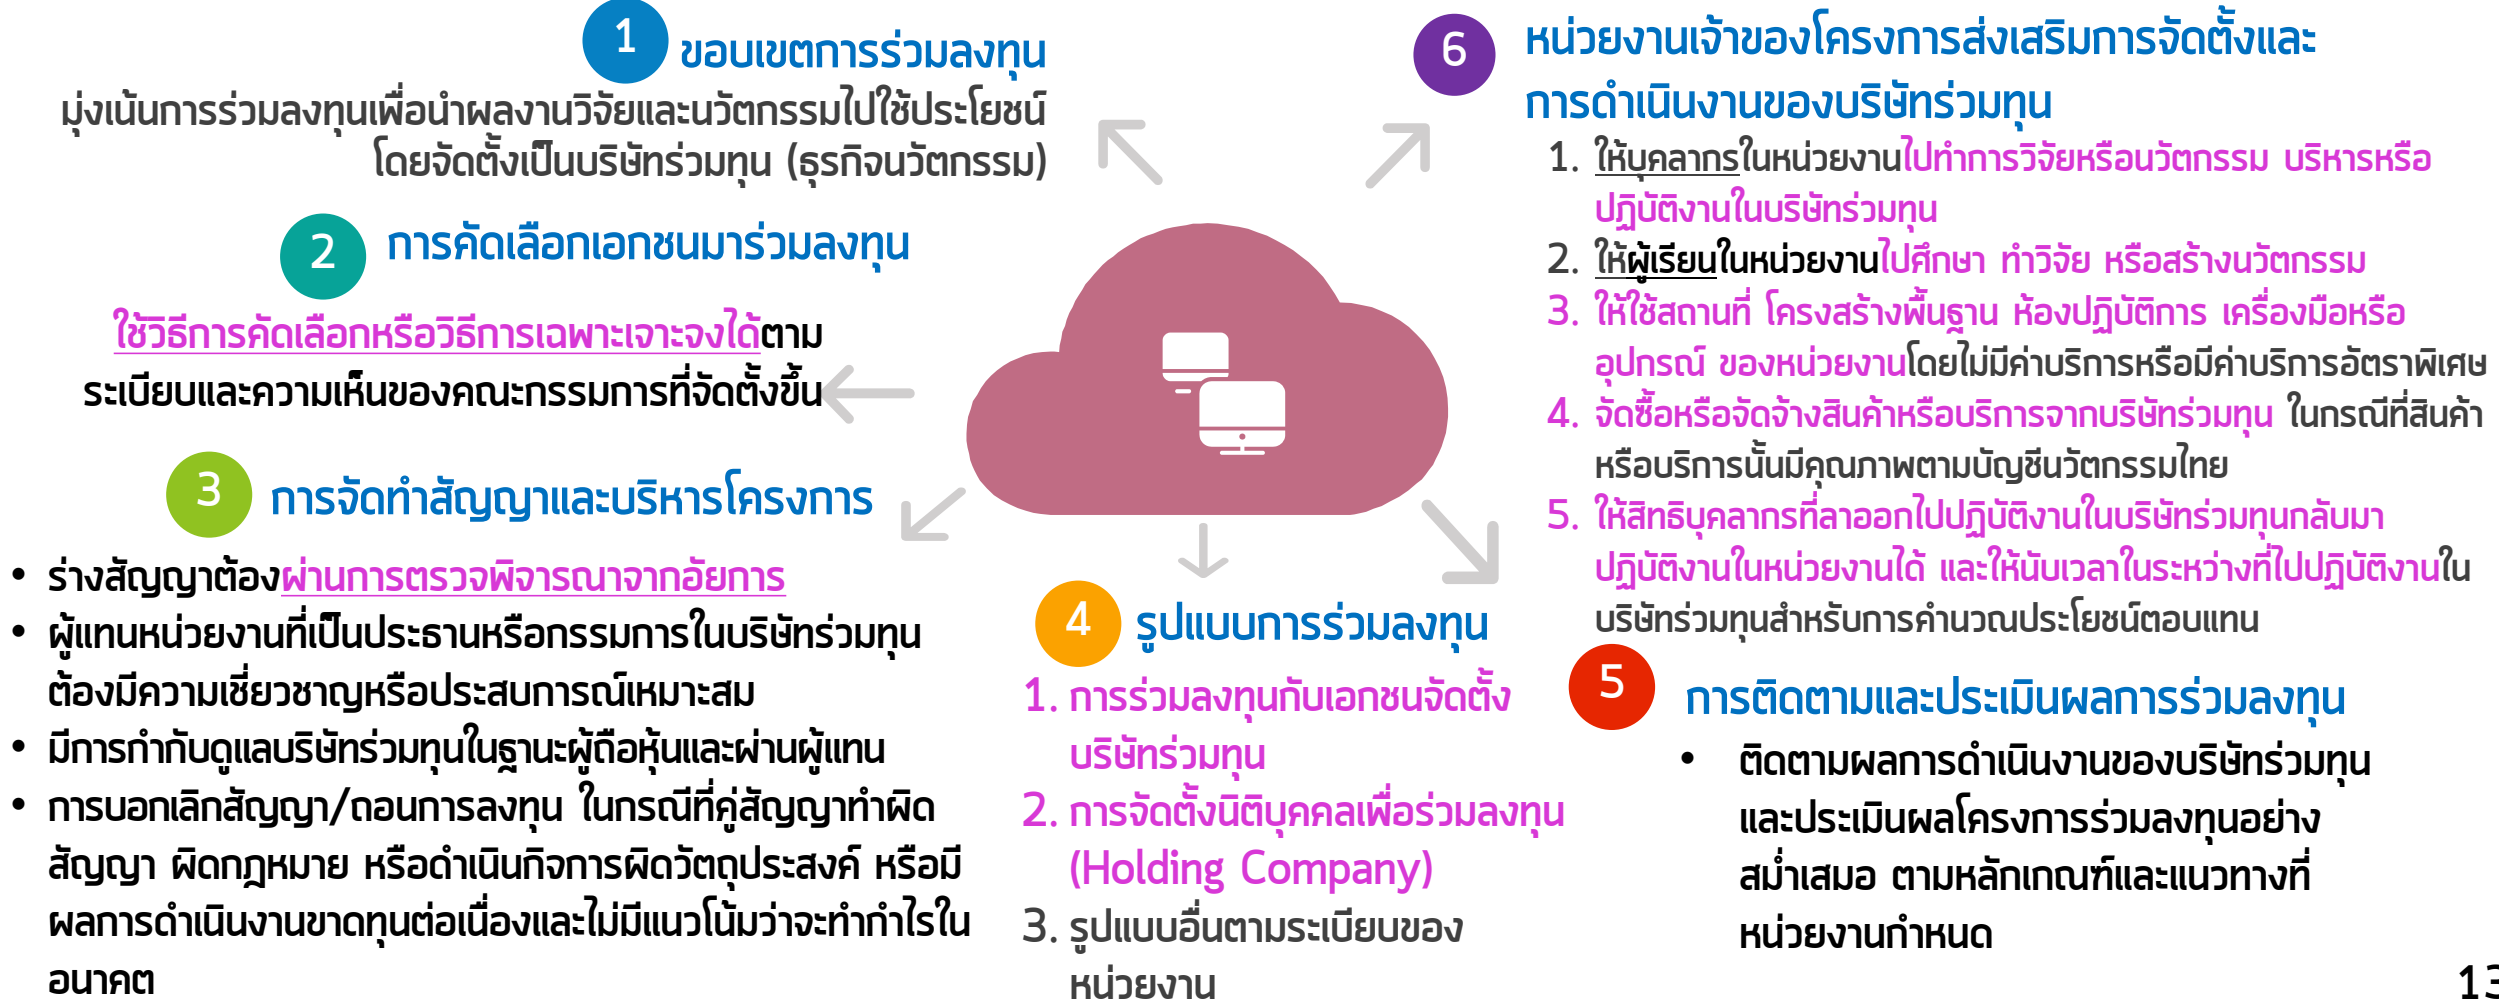 1
ขอบเขตการร่วมลงทุน
มุ่งเน้นการร่วมลงทุนเพื่อนำผลงานวิจัยและนวัตกรรมไปใช้ประโยชน์
โดยจัดตั้งเป็นบริษัทร่วมทุน (ธุรกิจนวัตกรรม)
2
การคัดเลือกเอกชนมาร่วมลงทุน
ใช้วิธีการคัดเลือกหรือวิธีการเฉพาะเจาะจงได้ตาม
ระเบียบและความเห็นของคณะกรรมการที่จัดตั้งขึ้น
3
การจัดทำสัญญาและบริหารโครงการ
• ร่างสัญญาต้องผ่านการตรวจพิจารณาจากอัยการ
• ผู้แทนหน่วยงานที่เป็นประธานหรือกรรมการในบริษัทร่วมทุน
ต้องมีความเชี่ยวชาญหรือประสบการณ์เหมาะสม
• มีการกำกับดูแลบริษัทร่วมทุนในฐานะผู้ถือหุ้นและผ่านผู้แทน
• การบอกเลิกสัญญา/ถอนการลงทุน ในกรณีที่คู่สัญญาทำผิด
สัญญา ผิดกฎหมาย หรือดำเนินกิจการผิดวัตถุประสงค์ หรือมี
ผลการดำเนินงานขาดทุนต่อเนื่องและไม่มีแนวโน้มว่าจะทำกำไรใน
อนาคต
4
รูปแบบการร่วมลงทุน
1. การร่วมลงทุนกับเอกชนจัดตั้ง
บริษัทร่วมทุน
2. การจัดตั้งนิติบุคคลเพื่อร่วมลงทุน
(Holding Company)
3. รูปแบบอื่นตามระเบียบของ
หน่วยงาน
6
หน่วยงานเจ้าของโครงการส่งเสริมการจัดตั้งและ
การดำเนินงานของบริษัทร่วมทุน
1. ให้บุคลากรในหน่วยงานไปทำการวิจัยหรือนวัตกรรม บริหารหรือ
ปฏิบัติงานในบริษัทร่วมทุน
2. ให้ผู้เรียนในหน่วยงานไปศึกษา ทำวิจัย หรือสร้างนวัตกรรม
3. ให้ใช้สถานที่ โครงสร้างพื้นฐาน ห้องปฏิบัติการ เครื่องมือหรือ
อุปกรณ์ ของหน่วยงานโดยไม่มีค่าบริการหรือมีค่าบริการอัตราพิเศษ
4. จัดซื้อหรือจัดจ้างสินค้าหรือบริการจากบริษัทร่วมทุน ในกรณีที่สินค้า
หรือบริการนั้นมีคุณภาพตามบัญชีนวัตกรรมไทย
5. ให้สิทธิบุคลากรที่ลาออกไปปฏิบัติงานในบริษัทร่วมทุนกลับมา
ปฏิบัติงานในหน่วยงานได้ และให้นับเวลาในระหว่างที่ไปปฏิบัติงานใน
บริษัทร่วมทุนสำหรับการคำนวณประโยชน์ตอบแทน
5
การติดตามและประเมินผลการร่วมลงทุน
• ติดตามผลการดำเนินงานของบริษัทร่วมทุน
และประเมินผลโครงการร่วมลงทุนอย่าง
สม่ำเสมอ ตามหลักเกณฑ์และแนวทางที่
หน่วยงานกำหนด
13